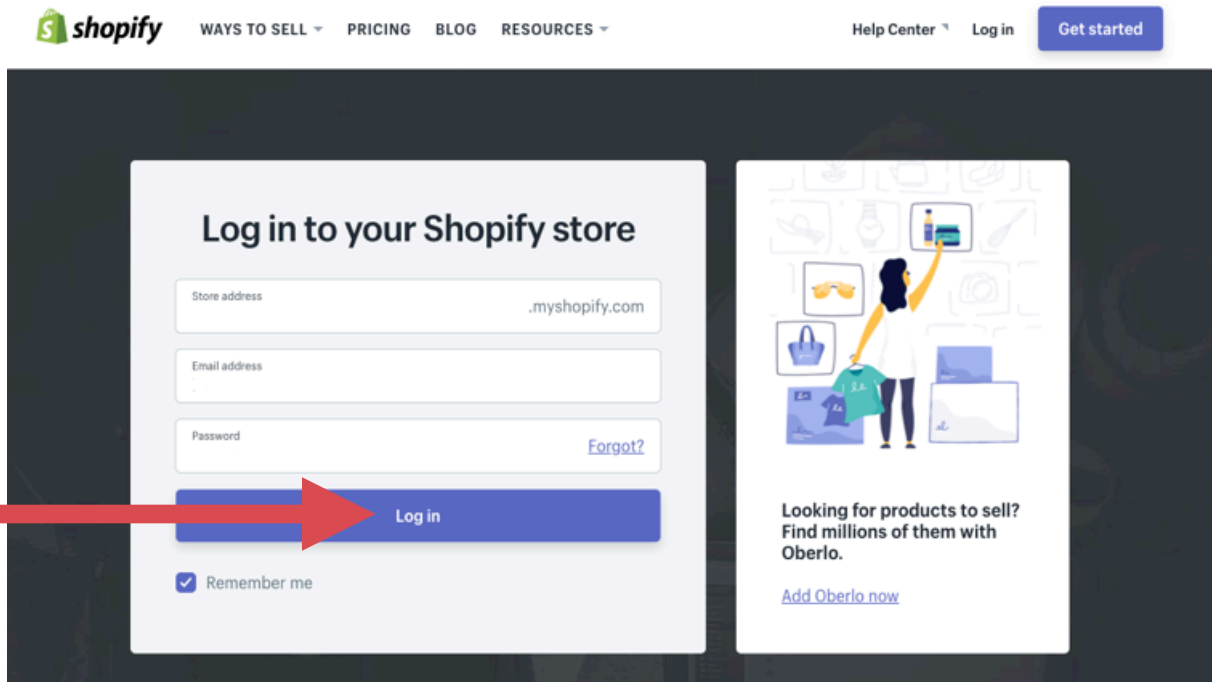 shopify WAYS TO SELL PRICING BLOG RESOURCES Help Center Log in Get started
Log in to your Shopify store
Store address
.myshopify.com
Email address
Password
Forgot?
Log in
Remember me
Looking for products to sell?
Find millions of them with
Oberlo.
Add Oberlo now